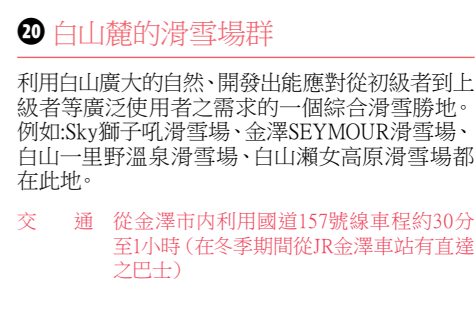 ⓴ 白山麓的滑雪場群
利用白山廣大的自然、開發出能應對從初級者到上
級者等廣泛使用者之需求的一個綜合滑雪勝地。
例如:Sky獅子吼滑雪場、金澤SEYMOUR滑雪場、
白山一里野溫泉滑雪場、白山瀨女高原滑雪場都
在此地。
交　通 從金澤市内利用國道157號線車程約30分
至1小時（在冬季期間從JR金澤車站有直達
之巴士）